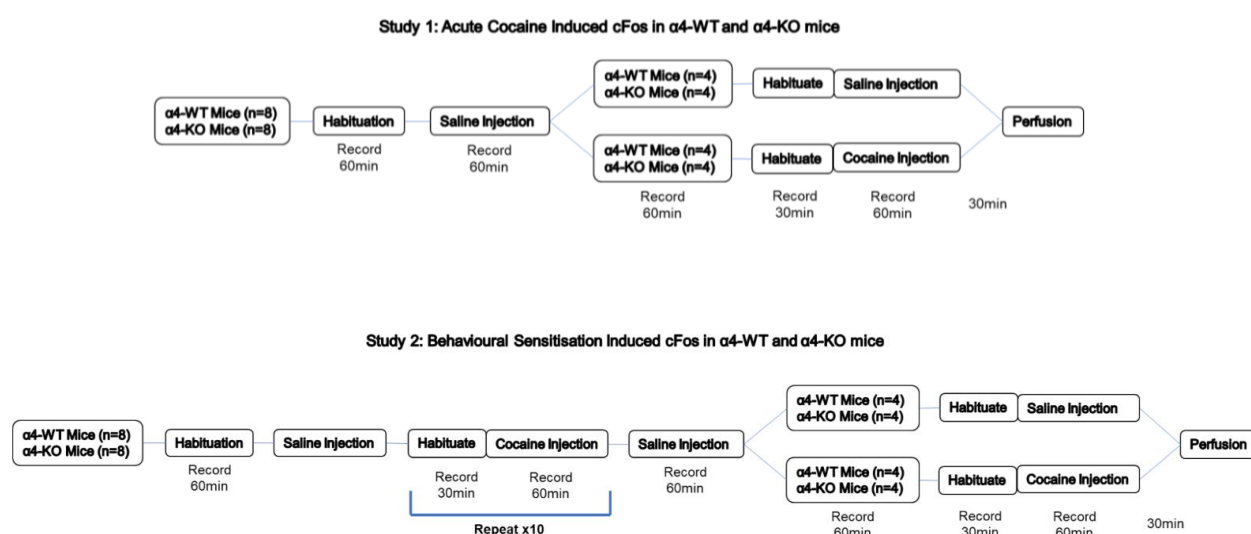 Study 1: Acute Cocaine Induced cFos in α4-WT and α4-KO mice
α4-WT Mice (n=8)
α4-KO Mice (n=8)
Habituation
Record
60min
Saline Injection
Record
60min
α4-WT Mice (n=4)
α4-KO Mice (n=4)
Habituate
Saline Injection
α4-WT Mice (n=4)
α4-KO Mice (n=4)
Record
60min
Habituate
Record
30min
Cocaine Injection
Record
60min
30min
Perfusion
Study 2: Behavioural Sensitisation Induced cFos in α4-WT and α4-KO mice
α4-WT Mice (n=8)
α4-KO Mice (n=8)
Habituation
Record
60min
Saline Injection
Habituate
Record
30min
Cocaine Injection
Record
60min
Repeat x10
Saline Injection
Record
60min
α4-WT Mice (n=4)
α4-KO Mice (n=4)
Habituate
Saline Injection
α4-WT Mice (n=4)
α4-KO Mice (n=4)
Record
60min
Habituate
Record
30min
Cocaine Injection
Record
60min
30min
Perfusion